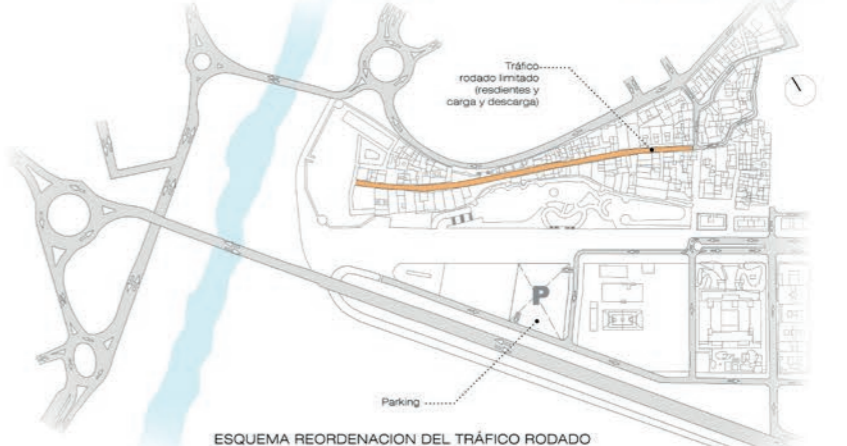 Tráfico
rodado limitado
(resdientes y
carga y descarga)
P
Parking
ESQUEMA REORDENACION DEL TRÁFICO RODADO